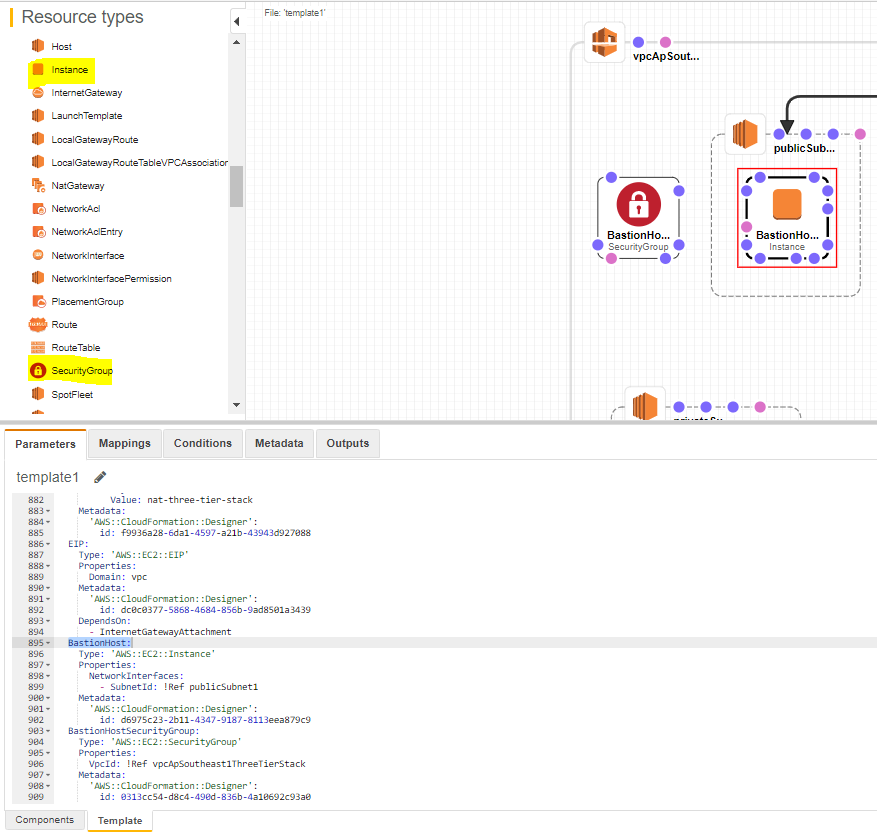 Resource types
Host
Instance
InternetGateway
LaunchTemplate
LocalGatewayRoute
LocalGatewayRouteTableVPCAssociation
NatGateway
NetworkAcl
NetworkAclEntry
NetworkInterface
NetworkInterfacePermission
PlacementGroup
Route
RouteTable
SecurityGroup
SpotFleet
File: 'template1'
vpcApSout...
publicSub...
BastionHo...
SecurityGroup
BastionHo...
Instance
Parameters Mappings Conditions Metadata Outputs
template1
882 Value: nat-three-tier-stack
883 Metadata:
884 'AWS::CloudFormation::Designer':
885 id: f9936a28-6da1-4597-a21b-43943d927088
886 EIP:
887 Type: 'AWS::EC2::EIP'
888 Properties:
889 Domain: vpc
890 Metadata:
891 'AWS::CloudFormation::Designer':
892 id: dc0c0377-5868-4684-856b-9ad8501a3439
893 DependsOn:
894 - InternetGatewayAttachment
895 BastionHost:
896 Type: 'AWS::EC2::Instance'
897 Properties:
898 NetworkInterfaces:
899 - SubnetId: !Ref publicSubnet1
900 Metadata:
901 'AWS::CloudFormation::Designer':
902 id: d6975c23-2b11-4347-9187-8113eea879c9
903 BastionHostSecurityGroup:
904 Type: 'AWS::EC2::SecurityGroup'
905 Properties:
906 VpcId: !Ref vpcApSoutheast1ThreeTierStack
907 Metadata:
908 'AWS::CloudFormation::Designer':
909 id: 0313cc54-d8c4-490d-836b-4a10692c93a0
Components Template